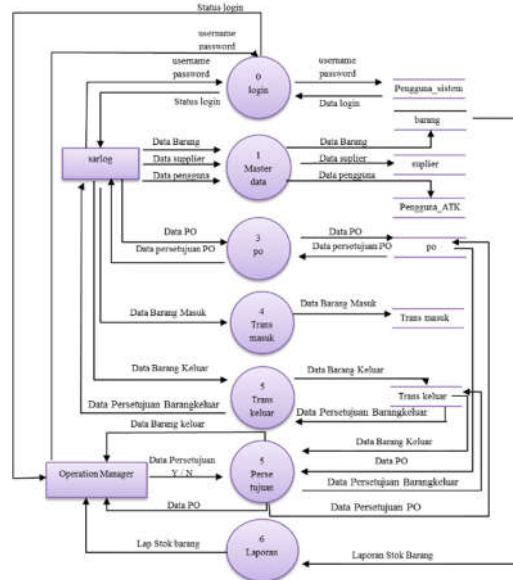 Status login
username
password
0
login
username
password
Status login
username
password
Data login
Pengguna_sistem
barang
sarlog
Data Barang
Data supplier
Data pengguna
1
Master
data
Data Barang
Data suplier
Data pengguna
suplier
Pengguna_ATK
Data PO
Data persetujuan PO
3
po
Data PO
Data persetujuan PO
po
Data Barang Masuk
4
Trans
masuk
Data Barang Masuk
Trans masuk
Data Barang Keluar
Data Persetujuan Barangkeluar
5
Trans
keluar
Data Barang Keluar
Data Persetujuan Barangkeluar
Trans keluar
Data Barang keluar
Operation Manager
Data Persetujuan
Y / N
Data PO
5
Perse
tujuan
Data Barang Keluar
Data PO
Data Persetujuan Barangkeluar
Data Persetujuan PO
Lap Stok barang
6
Laporan
Laporan Stok Barang